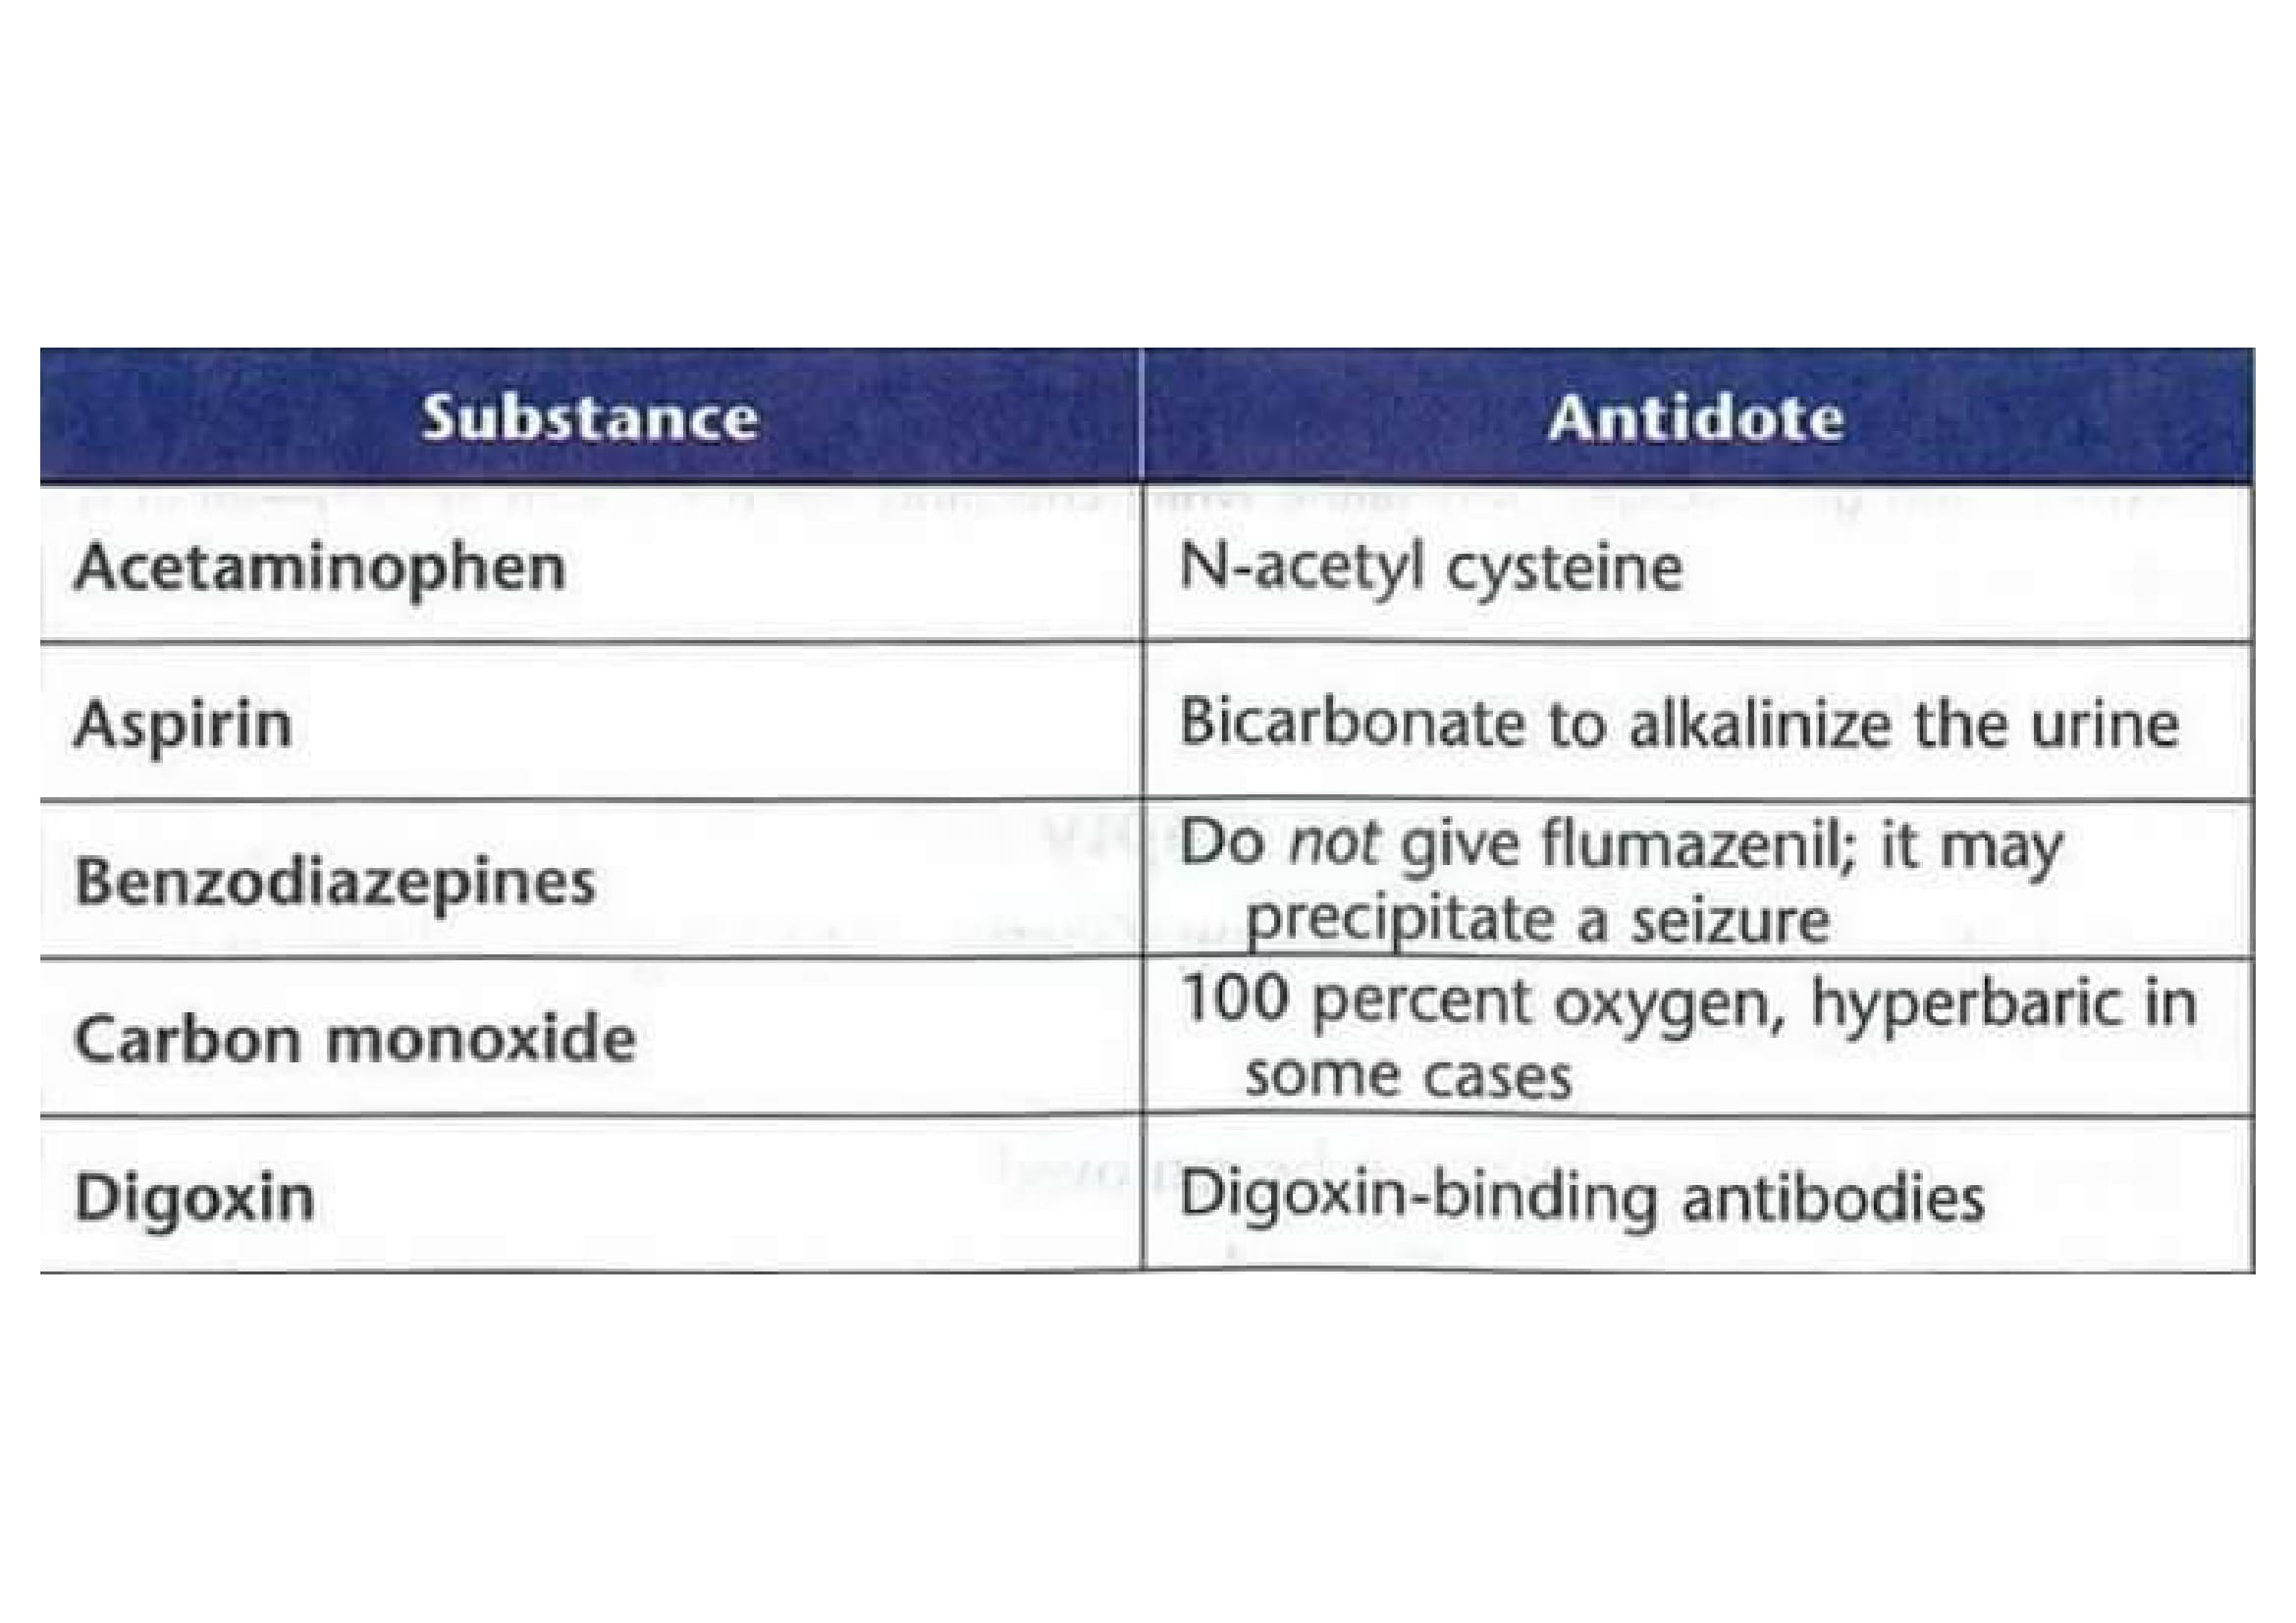 Substance
Antidote
Acetaminophen
N-acetyl cysteine
Aspirin
Bicarbonate to alkalinize the urine
Benzodiazepines
Do not give flumazenil; it may
precipitate a seizure
Carbon monoxide
100 percent oxygen, hyperbaric in
some cases
Digoxin
Digoxin-binding antibodies